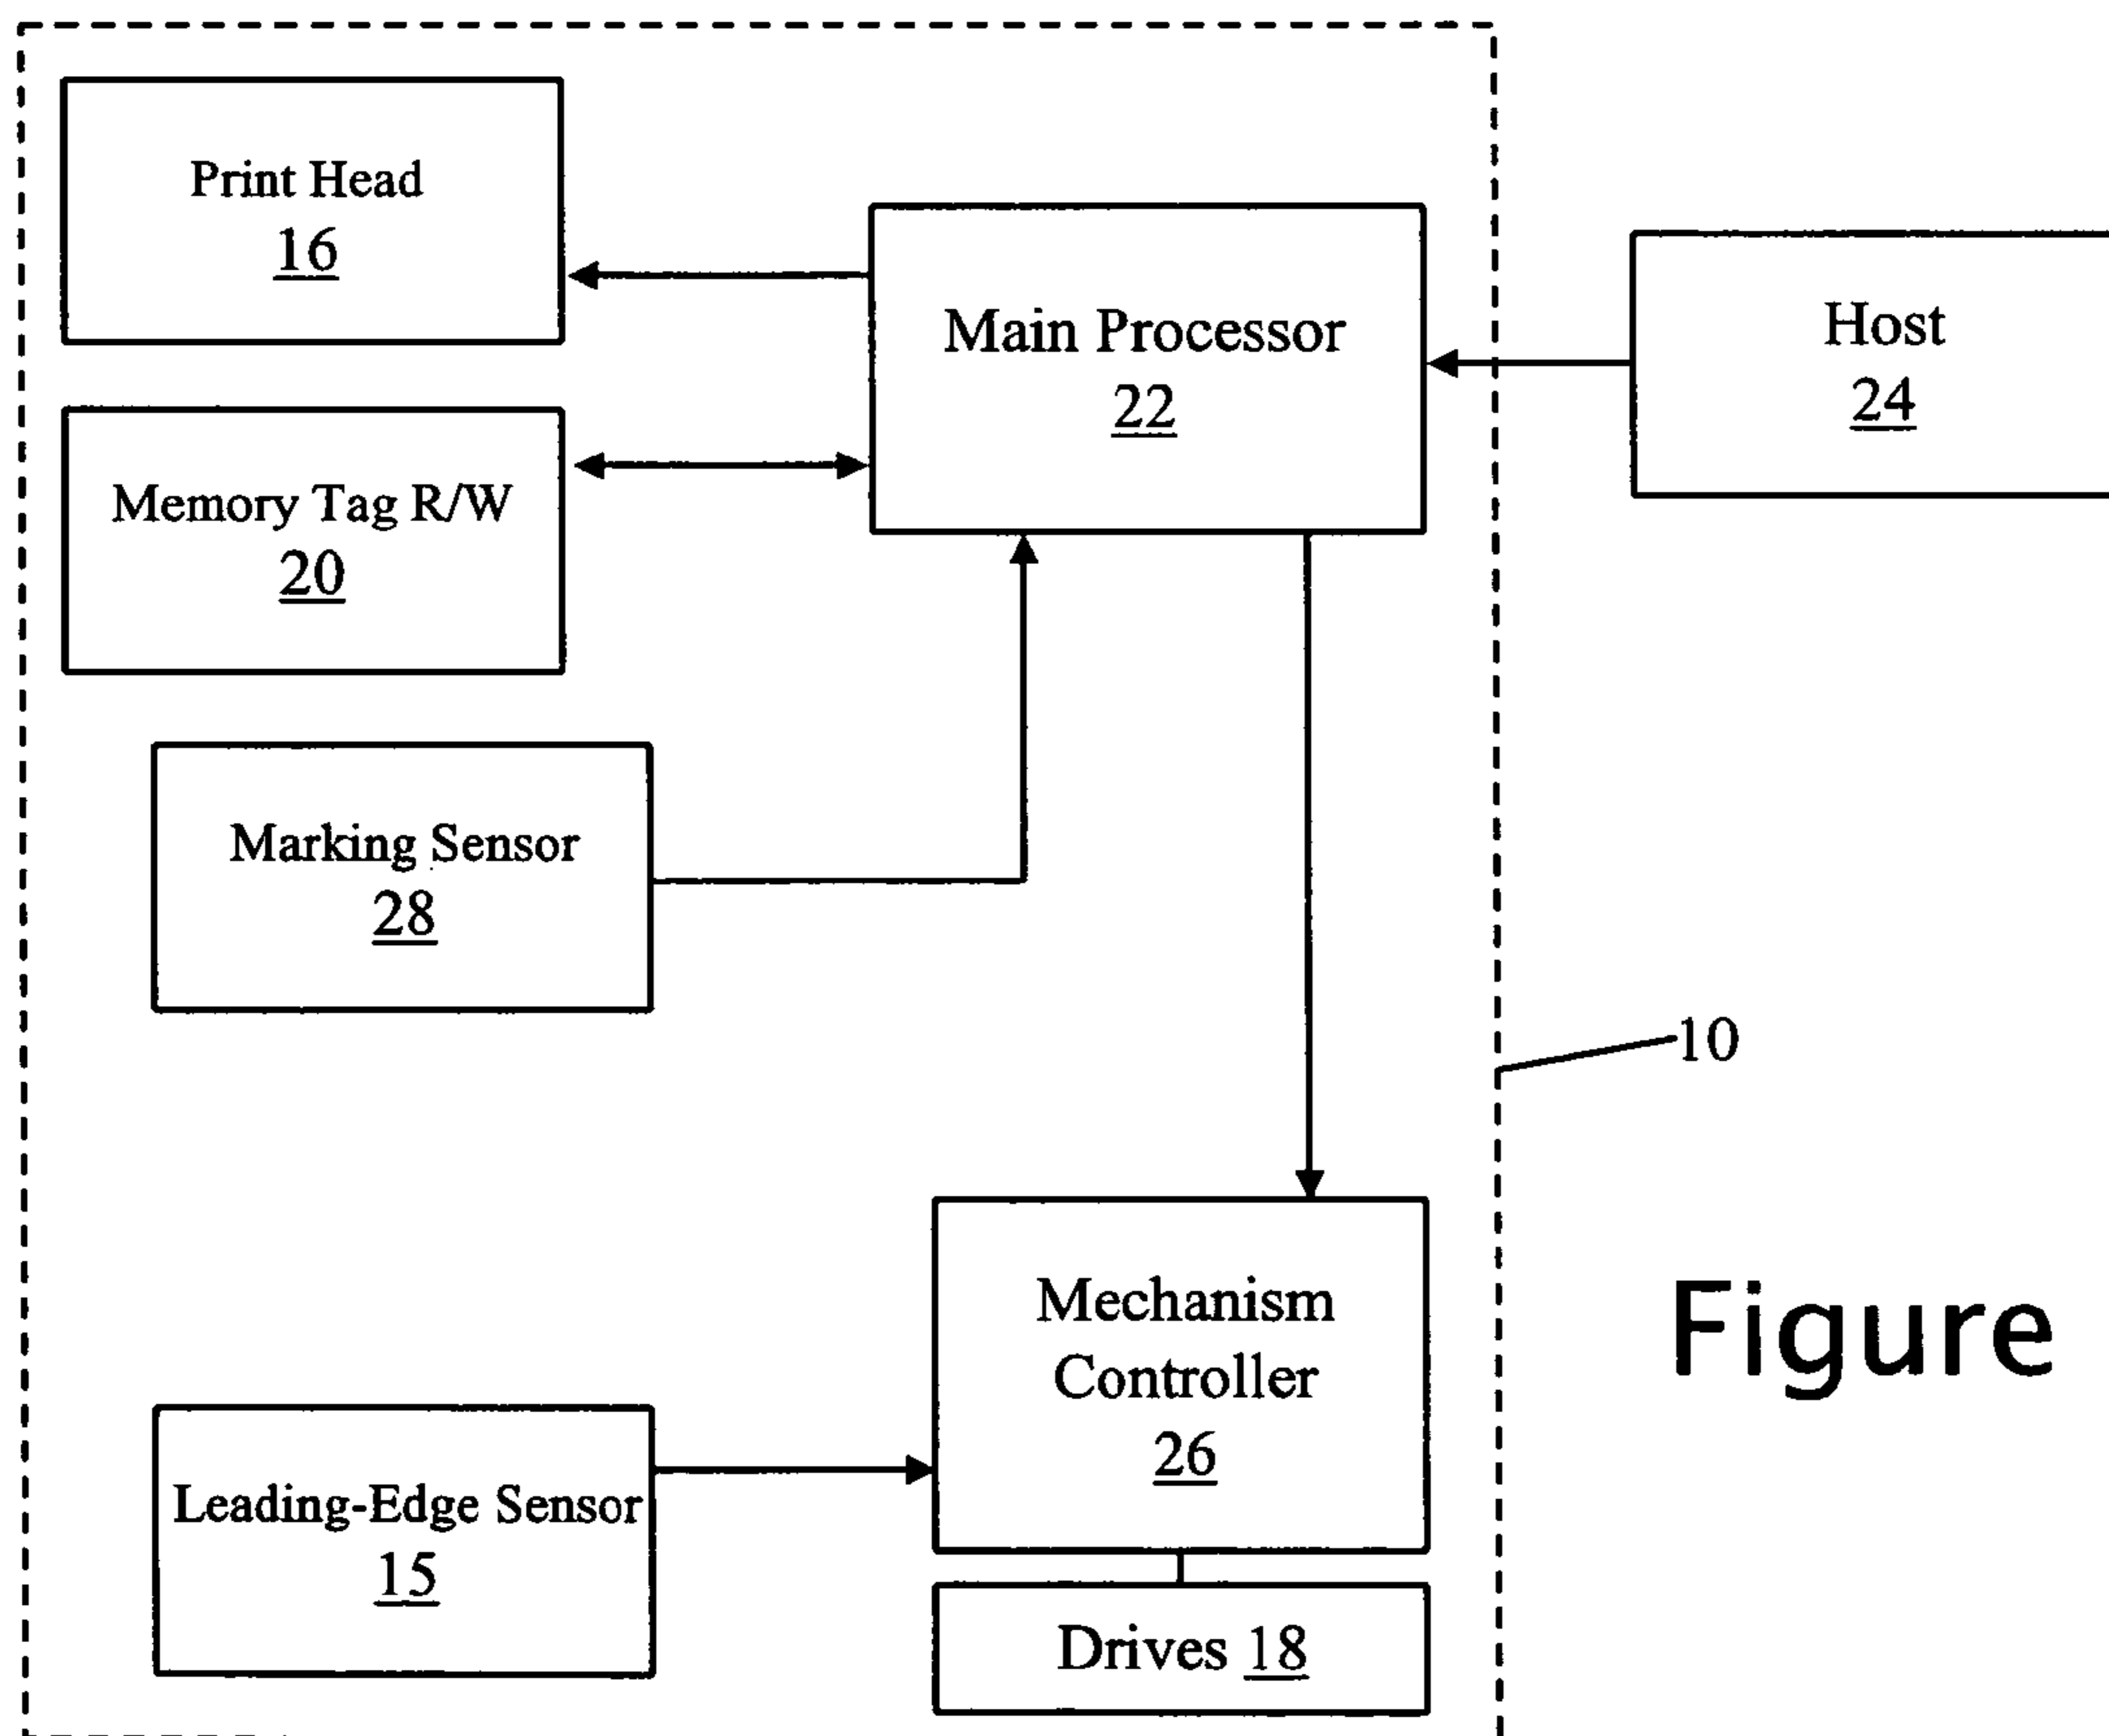 Print Head
16
Main Processor
22
Host
24
Memory Tag R/W
20
Marking Sensor
28
10
Mechanism
Controller
26
Figure
Leading-Edge Sensor
15
Drives 18